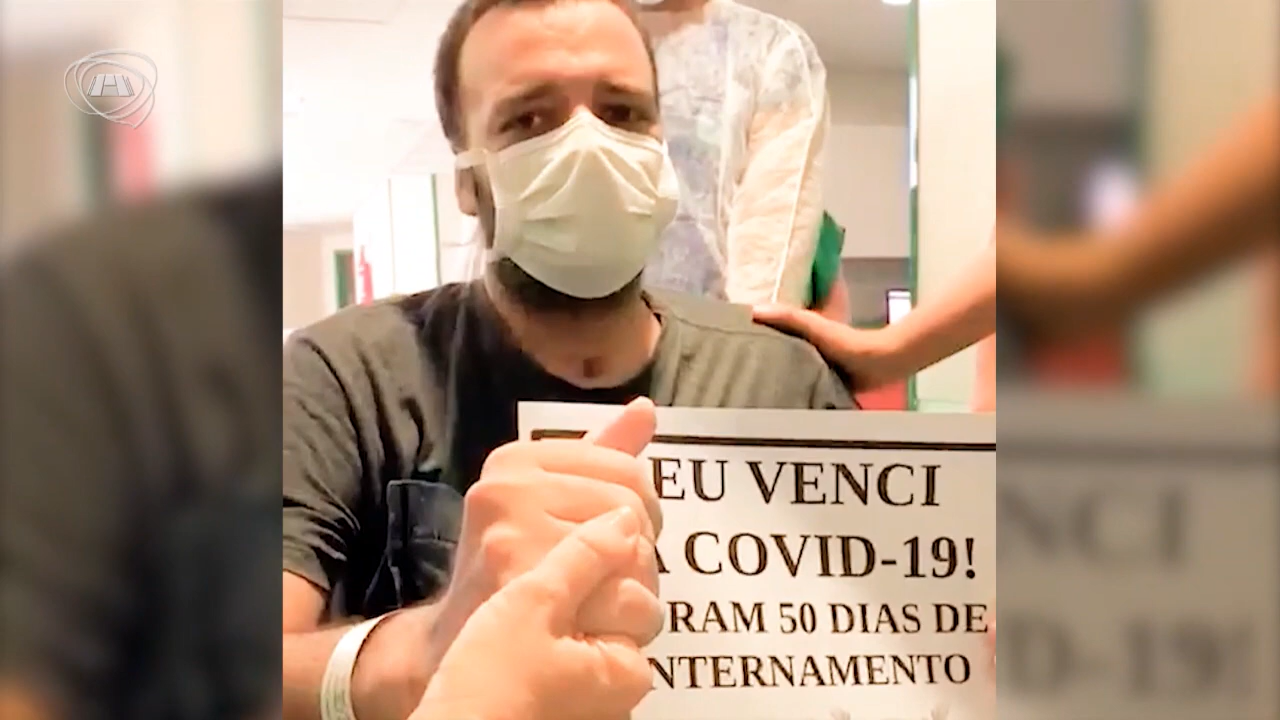 EU VENCI
A COVID-19!
RAM 50 DIAS DE
NTERNAMENTO